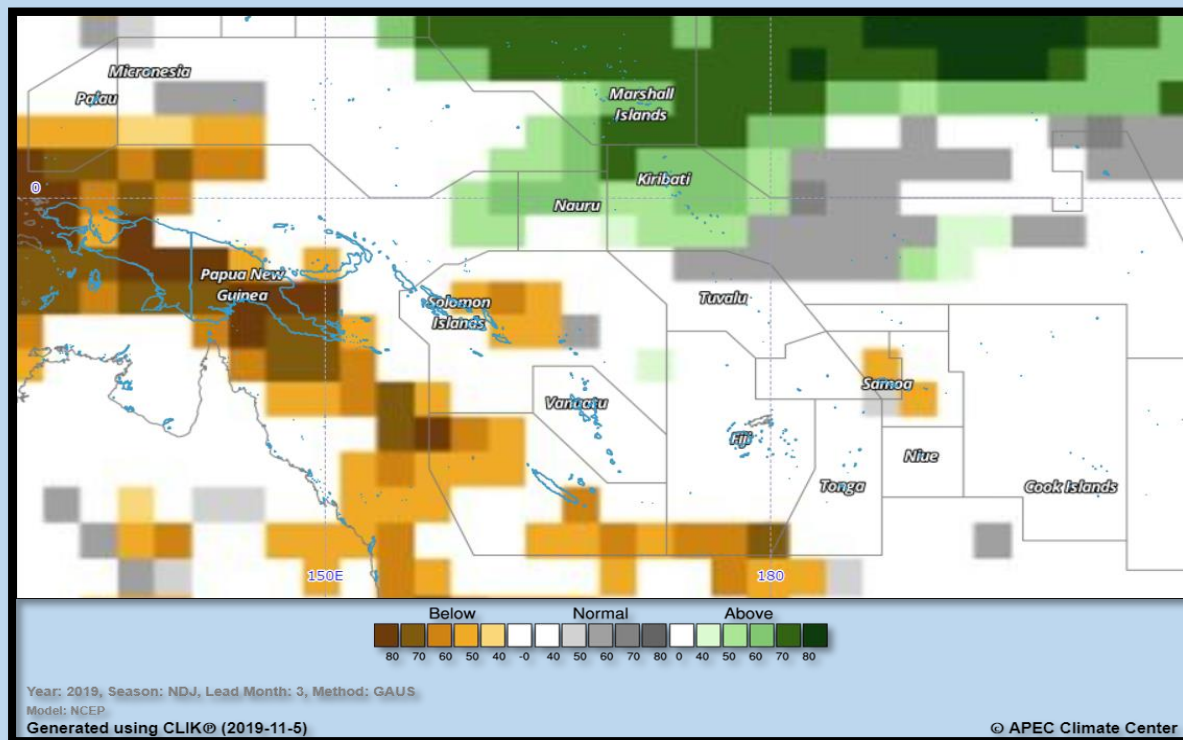 Micronesia
Palau
Marshall
Islands
0
Kiribati
Nauru
Papua New
Guinea
Solomon
Islands
Tuvalu
Samoa
Vanuatu
Fiji
Niue
Tonga
Cook Islands
150E
180
Below Normal Above
80 70 60 50 40 -0 40 50 60 70 80 0 40 50 60 70 80
Year: 2019, Season: NDJ, Lead Month: 3, Method: GAUS
Model: NCEP
Generated using CLIK℗ (2019-11-5)
© APEC Climate Center